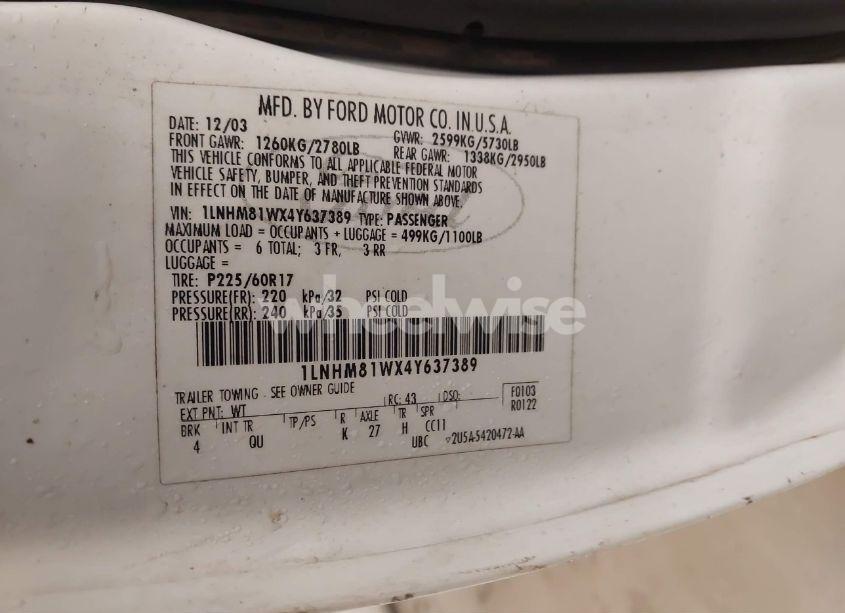 MFD. BY FORD MOTOR CO. IN U.S.A.
DATE: 12/03 GVWR: 2599KG/5730LB
FRONT GAWR: 1260KG/2780LB REAR GAWR: 1338KG/2950LB
THIS VEHICLE CONFORMS TO ALL APPLICABLE FEDERAL MOTOR
VEHICLE SAFETY, BUMPER, AND THEFT PREVENTION STANDARDS
IN EFFECT ON THE DATE OF MANUFACTURE SHOWN ABOVE.
VIN: 1LNHM81WX4Y637389 TYPE: PASSENGER
MAXIMUM LOAD = OCCUPANTS + LUGGAGE = 499KG/1100LB
OCCUPANTS = 6 TOTAL; 3 FR, 3 RR
LUGGAGE =
TIRE: P225/60R17
PRESSURE(FR): 220 kPa/32 PSI COLD
PRESSURE(RR): 240 kPa/35 PSI COLD
wheelwise
1LNHM81WX4Y637389
TRAILER TOWING - SEE OWNER GUIDE
EXT PNT: WT RC: 43 DSO: F0103
R0122
BRK INT TR TP/PS R AXLE TR SPR
4 QU K 27 H CC11
UBC ▽2U5A-5420472-AA